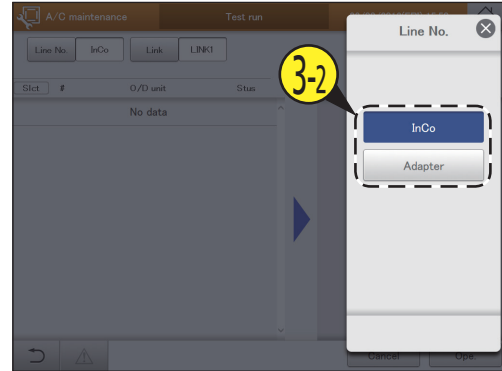 A/C maintenance
Test run
Line No.
InCo
Link
LINK1
Slct
#
O/D unit
Stus
No data
3-2
Line No.
InCo
Adapter
Cancel
Ope.